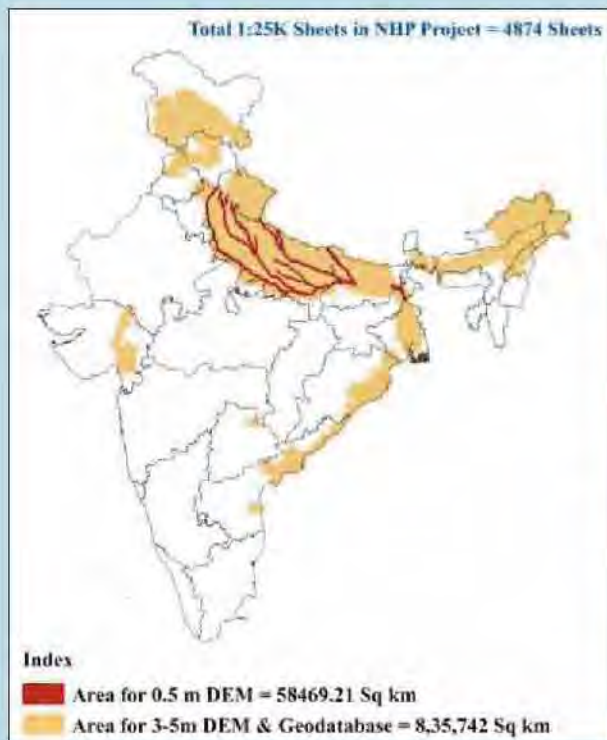 Total 1:25K Sheets in NHP Project = 4874 Sheets
Index
Area for 0.5 m DEM = 58469.21 Sq km
Area for 3-5m DEM & Geodatabase = 8,35,742 Sq km